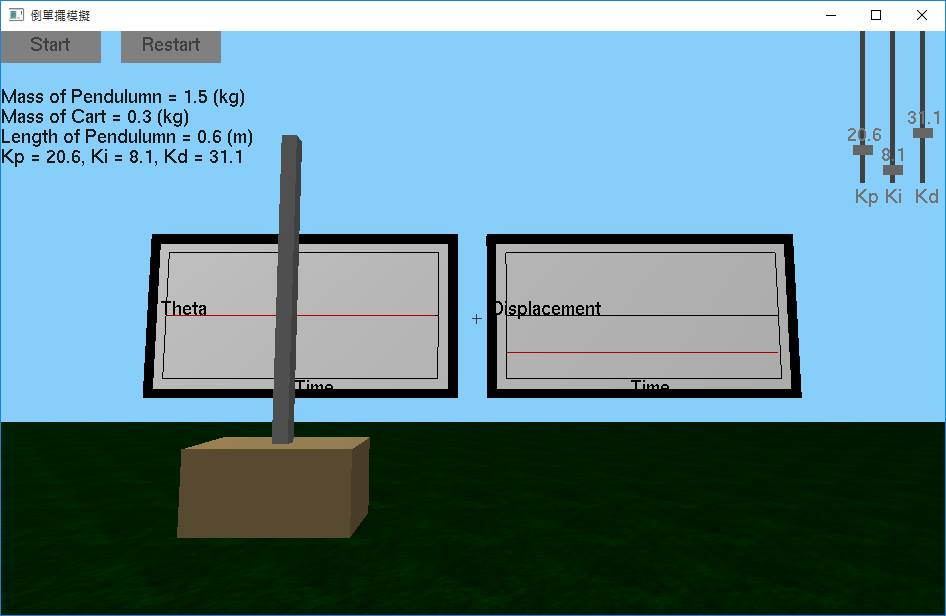 倒單擺模擬
Start
Restart
Mass of Pendulumn = 1.5 (kg)
Mass of Cart = 0.3 (kg)
Length of Pendulumn = 0.6 (m)
Kp = 20.6, Ki = 8.1, Kd = 31.1
31.1
20.6
8.1
Kp Ki Kd
Theta
Displacement
Time
Time